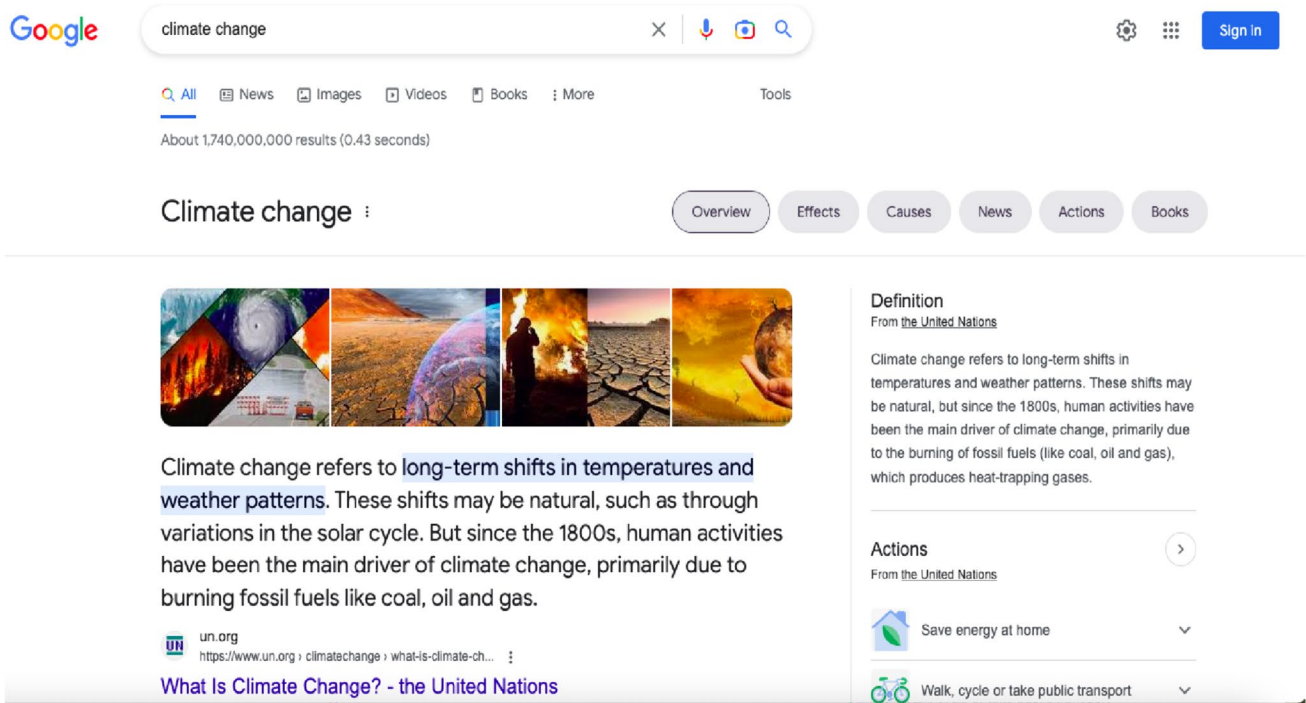 Google
climate change
Sign in
All News Images Videos Books More Tools
About 1,740,000,000 results (0.43 seconds)
Climate change
Overview Effects Causes News Actions Books
Climate change refers to long-term shifts in temperatures and
weather patterns. These shifts may be natural, such as through
variations in the solar cycle. But since the 1800s, human activities
have been the main driver of climate change, primarily due to
burning fossil fuels like coal, oil and gas.
UN
un.org
https://www.un.org › climatechange › what-is-climate-ch...
What Is Climate Change? - the United Nations
Definition
From the United Nations
Climate change refers to long-term shifts in
temperatures and weather patterns. These shifts may
be natural, but since the 1800s, human activities have
been the main driver of climate change, primarily due
to the burning of fossil fuels (like coal, oil and gas),
which produces heat-trapping gases.
Actions
From the United Nations
Save energy at home
Walk, cycle or take public transport